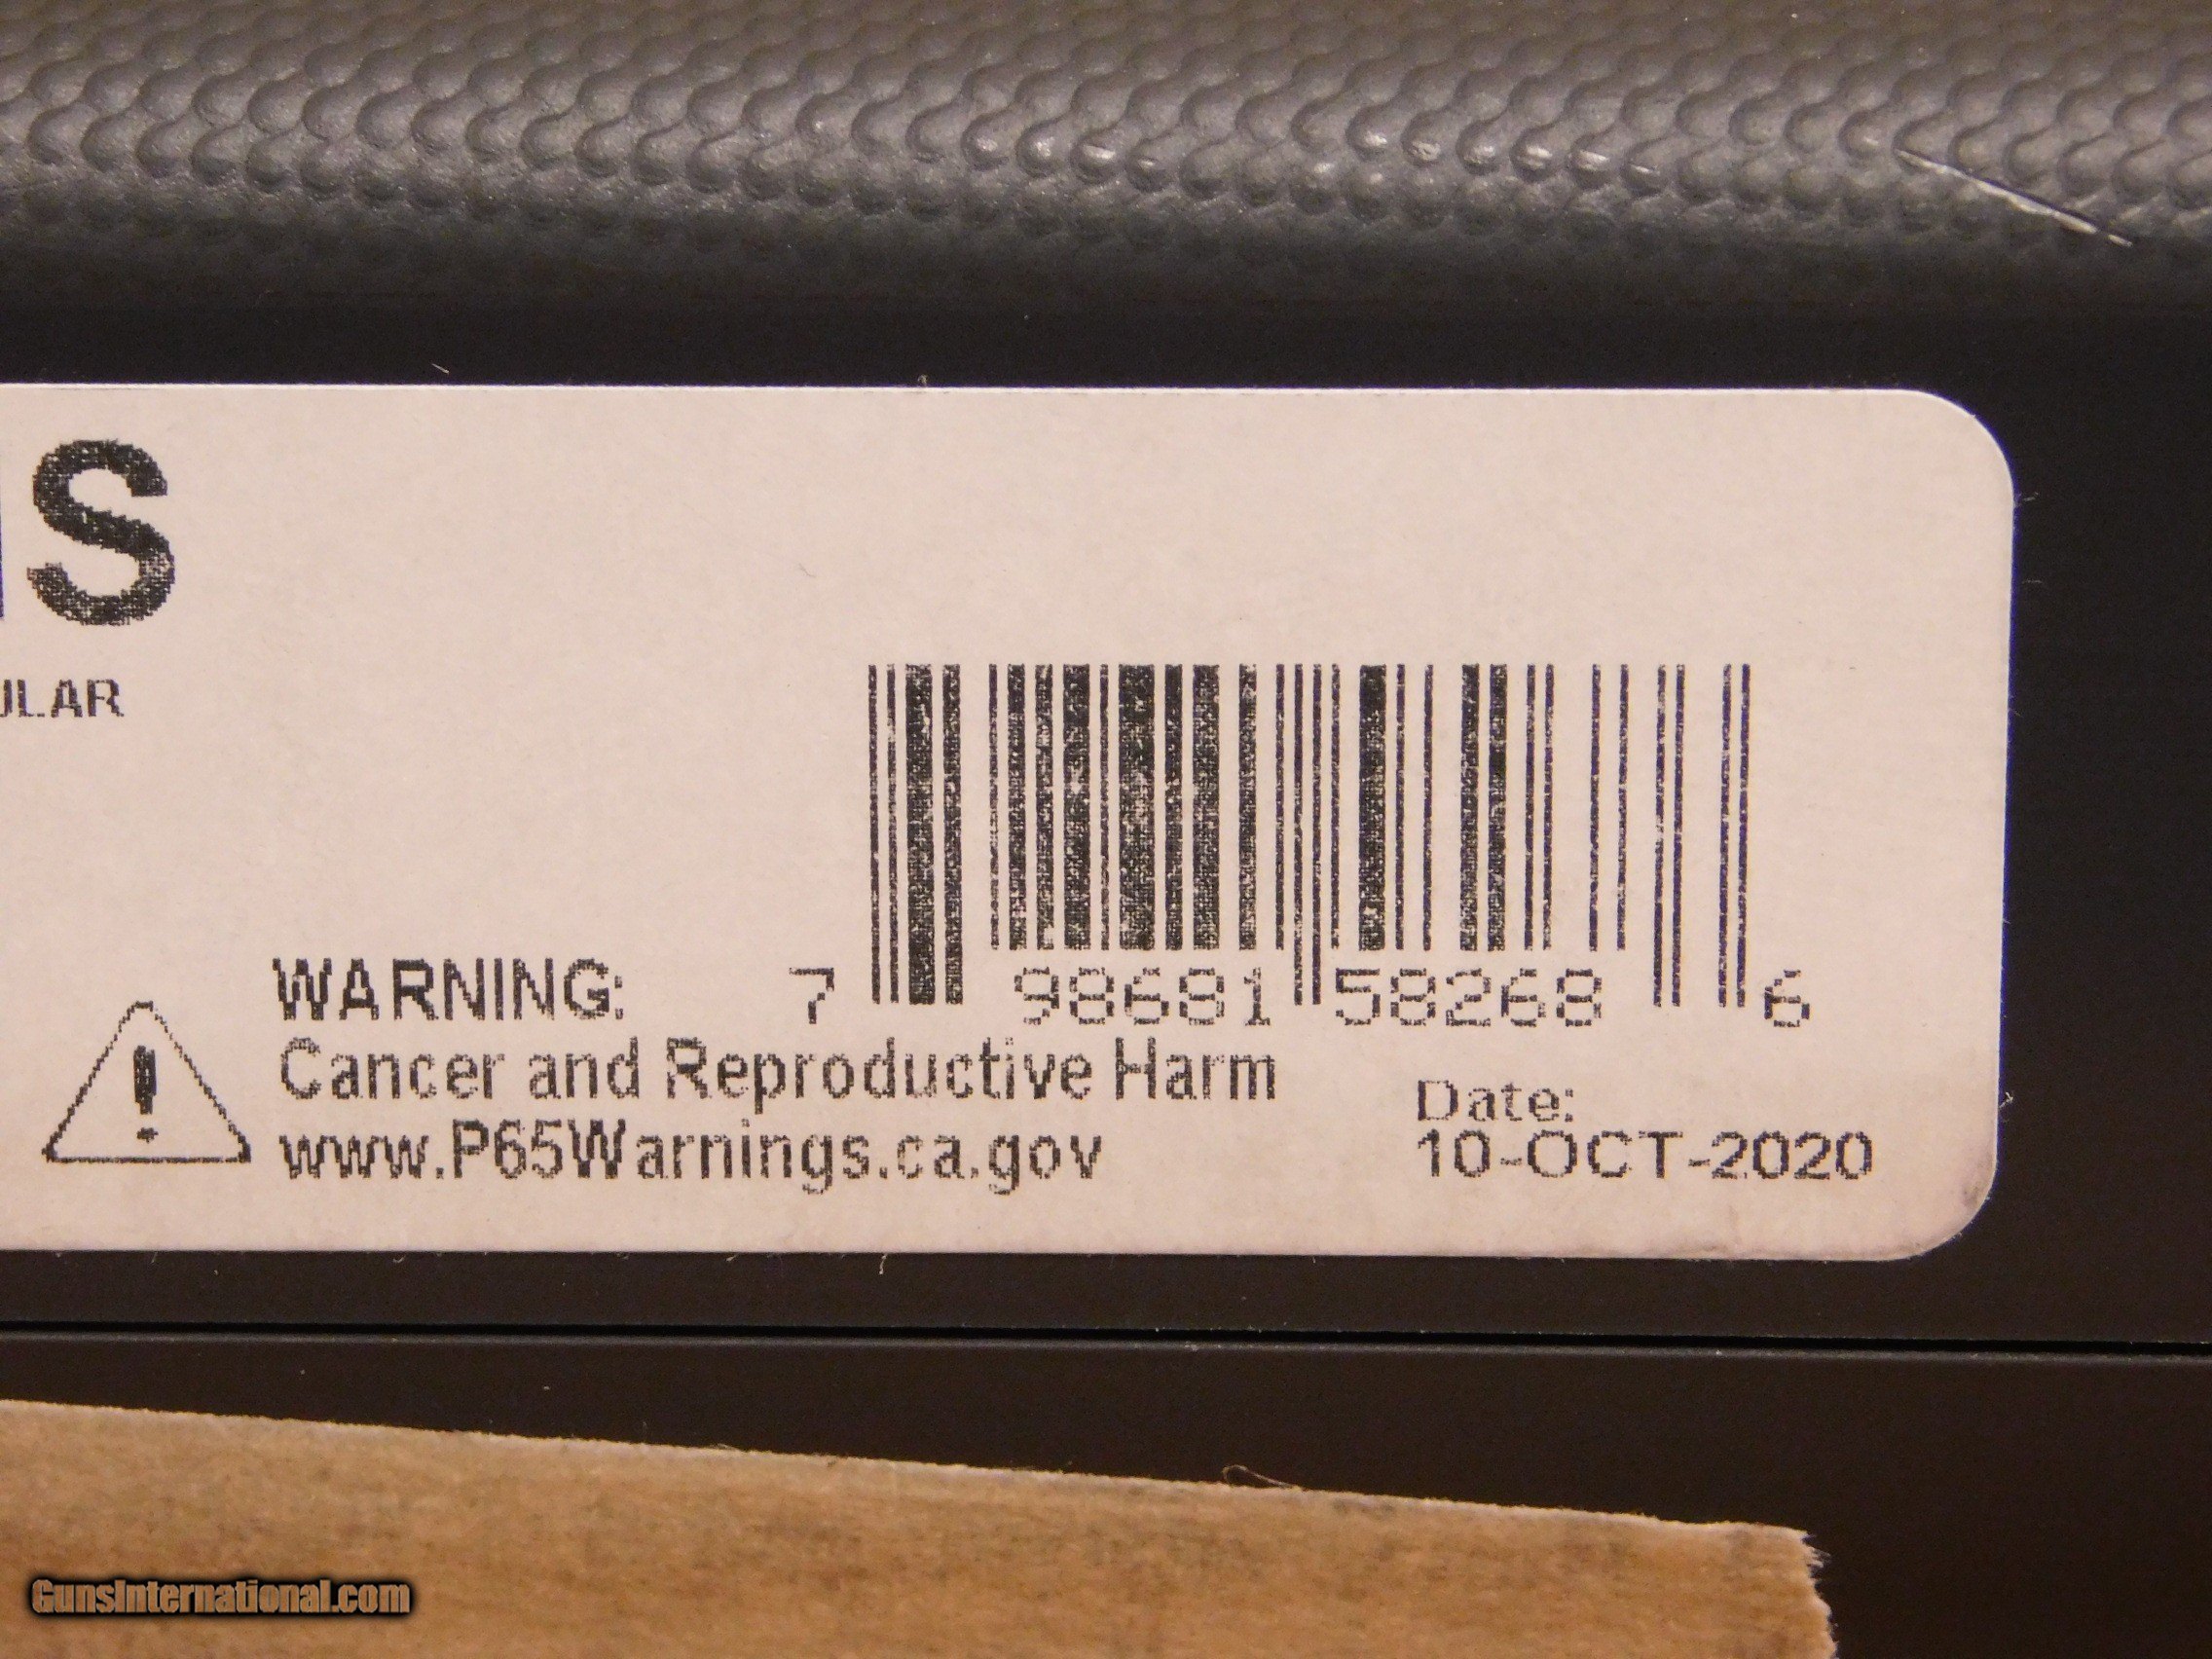 S
ULAR
7 98681 58268 6
WARNING:
Cancer and Reproductive Harm
www.P65Warnings.ca.gov
Date:
10-OCT-2020
GunsInternational.com